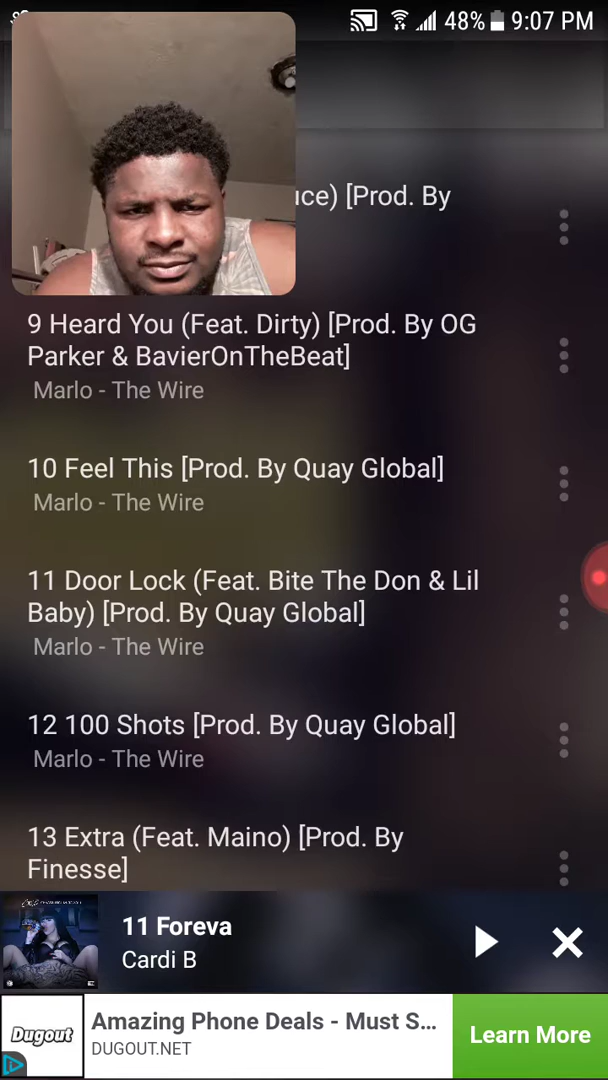 48% 9:07 PM
uce) [Prod. By
9 Heard You (Feat. Dirty) [Prod. By OG
Parker & BavierOnTheBeat]
Marlo - The Wire
10 Feel This [Prod. By Quay Global]
Marlo - The Wire
11 Door Lock (Feat. Bite The Don & Lil
Baby) [Prod. By Quay Global]
Marlo - The Wire
12 100 Shots [Prod. By Quay Global]
Marlo - The Wire
13 Extra (Feat. Maino) [Prod. By
Finesse]
11 Foreva
Cardi B
Dugout
Amazing Phone Deals - Must S...
DUGOUT.NET
Learn More